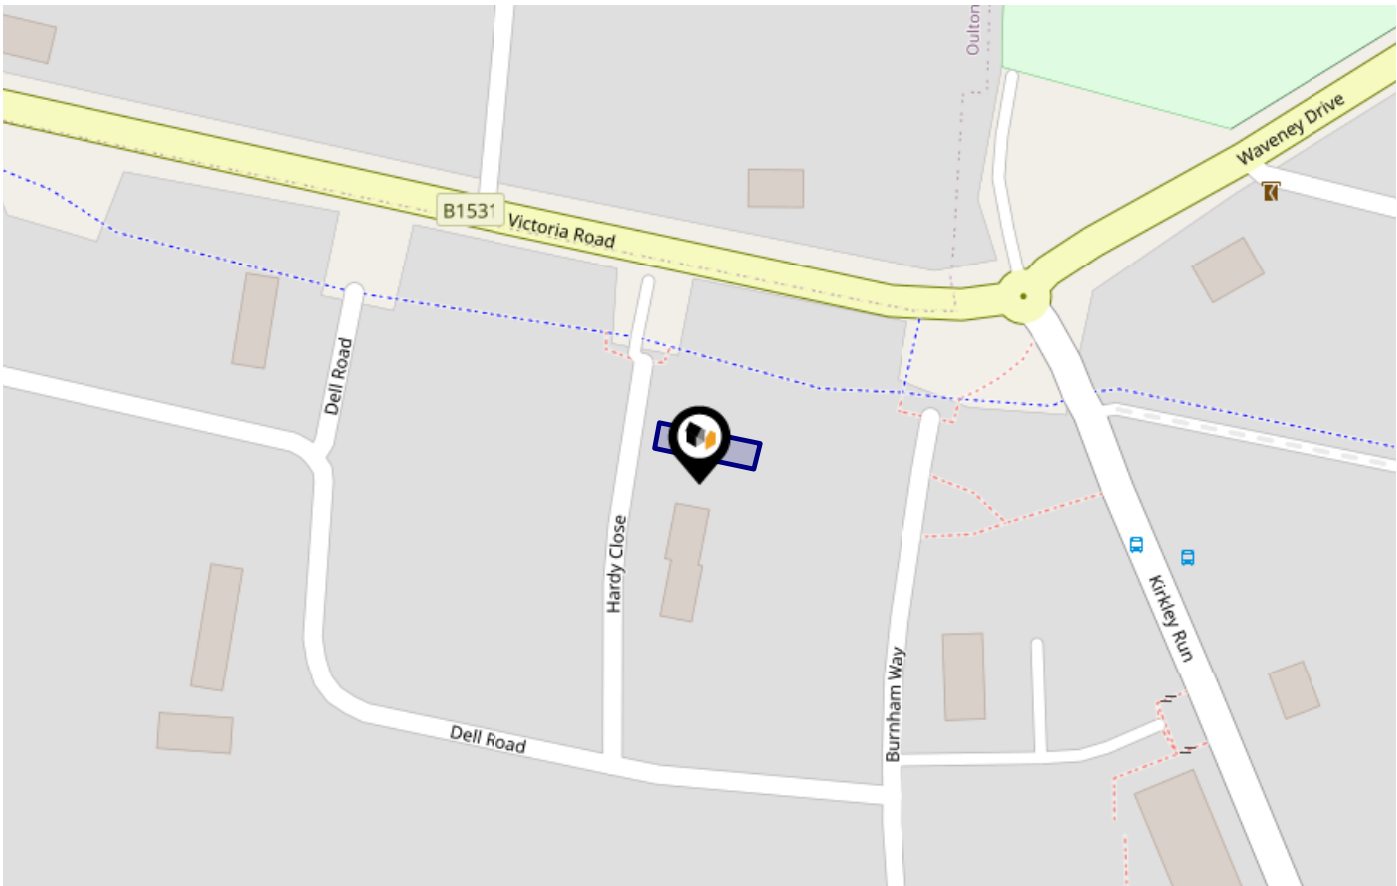 Oulton
Waveney Drive
B1531
Victoria Road
Dell Road
Hardy Close
Kirkley Run
Burnham Way
Dell Road